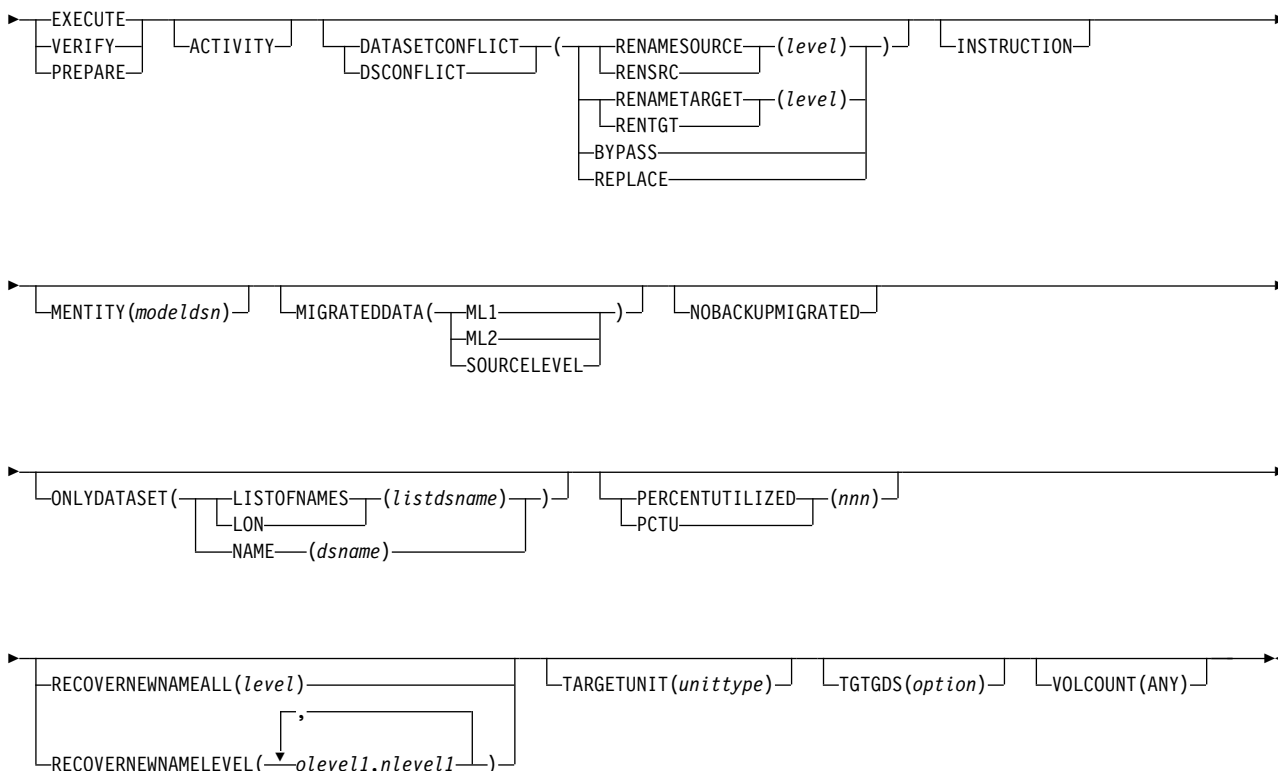 EXECUTE
VERIFY
PREPARE
ACTIVITY
DATASETCONFLICT
DSCONFLICT
(
RENAMESOURCE
RENSRC
(level)
RENAMETARGET
RENTGT
(level)
BYPASS
REPLACE
)
INSTRUCTION
MENTITY(modeldsn)
MIGRATEDDATA(
ML1
ML2
SOURCELEVEL
)
NOBACKUPMIGRATED
ONLYDATASET(
LISTOFNAMES
LON
(listdsname)
NAME
(dsname)
)
PERCENTUTILIZED
PCTU
(nnn)
RECOVERNEWNAMEALL(level)
,
RECOVERNEWNAMELEVEL(
olevel1,nlevel1
)
TARGETUNIT(unittype)
TGTGDS(option)
VOLCOUNT(ANY)